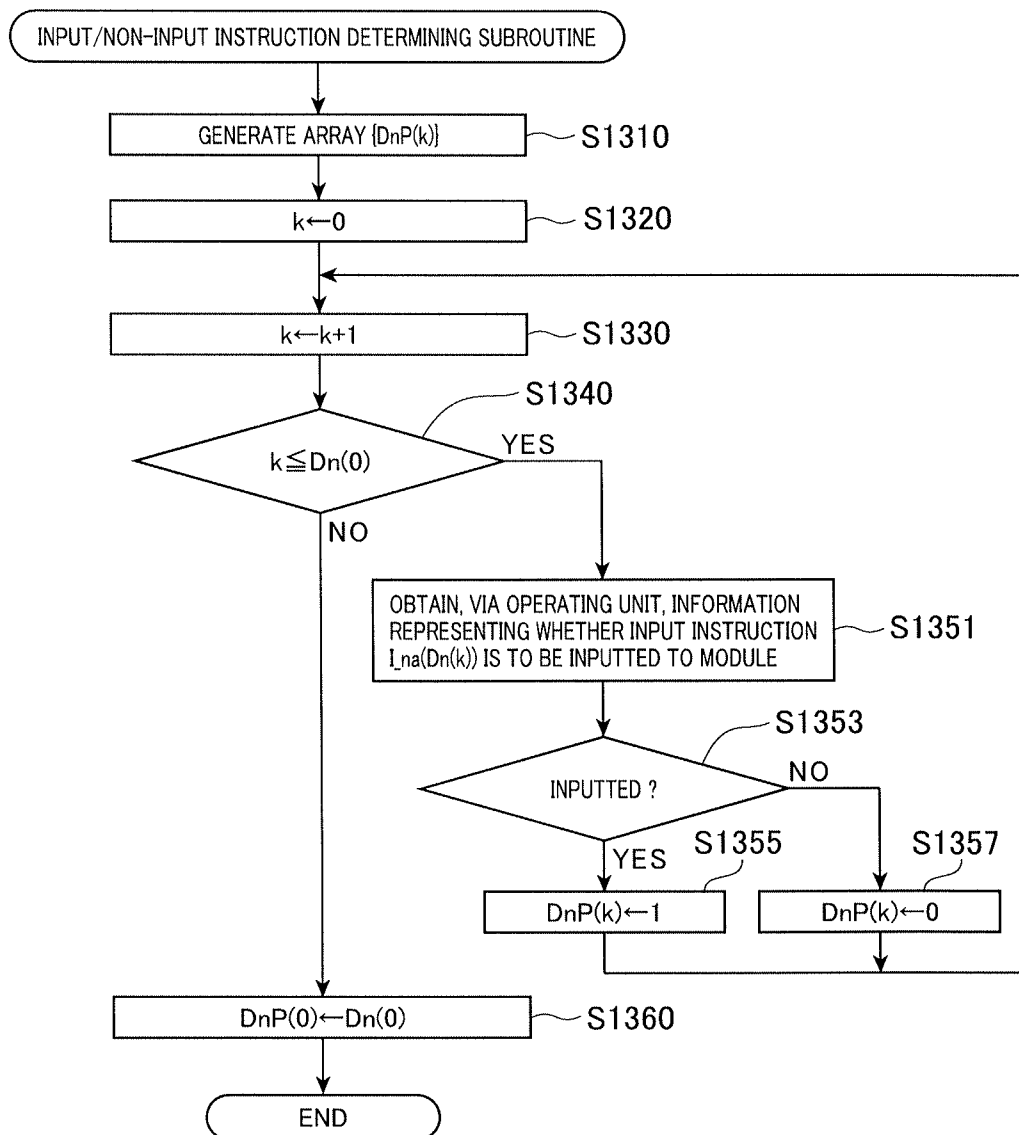 INPUT/NON-INPUT INSTRUCTION DETERMINING SUBROUTINE
GENERATE ARRAY {DnP(k)}
S1310
k←0
S1320
k←k+1
S1330
S1340
k≦Dn(0)
YES
NO
OBTAIN, VIA OPERATING UNIT, INFORMATION
REPRESENTING WHETHER INPUT INSTRUCTION
I_na(Dn(k)) IS TO BE INPUTTED TO MODULE
S1351
S1353
INPUTTED ?
NO
YES
S1355
S1357
DnP(k)←1
DnP(k)←0
DnP(0)←Dn(0)
S1360
END